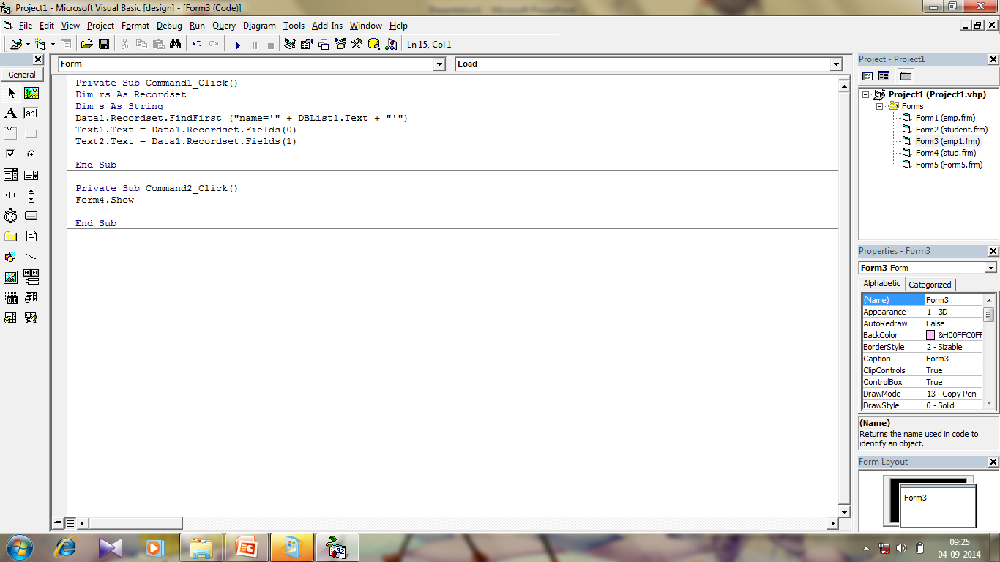 Project1 - Microsoft Visual Basic [design] - [Form3 (Code)]
File Edit View Project Format Debug Run Query Diagram Tools Add-Ins Window Help
Ln 15, Col 1
General
A
ab|
xv
OLE
Form
Load
Private Sub Command1_Click()
Dim rs As Recordset
Dim s As String
Data1.Recordset.FindFirst ("name='" + DBList1.Text + "'")
Text1.Text = Data1.Recordset.Fields(0)
Text2.Text = Data1.Recordset.Fields(1)
End Sub
Private Sub Command2_Click()
Form4.Show
End Sub
Project - Project1
Project1 (Project1.vbp)
Forms
Form1 (emp.frm)
Form2 (student.frm)
Form3 (emp1.frm)
Form4 (stud.frm)
Form5 (Form5.frm)
Properties - Form3
Form3 Form
Alphabetic Categorized
(Name) Form3
Appearance 1 - 3D
AutoRedraw False
BackColor &H00FFC0FF
BorderStyle 2 - Sizable
Caption Form3
ClipControls True
ControlBox True
DrawMode 13 - Copy Pen
DrawStyle 0 - Solid
(Name)
Returns the name used in code to
identify an object.
Form Layout
Form3
09:25
04-09-2014